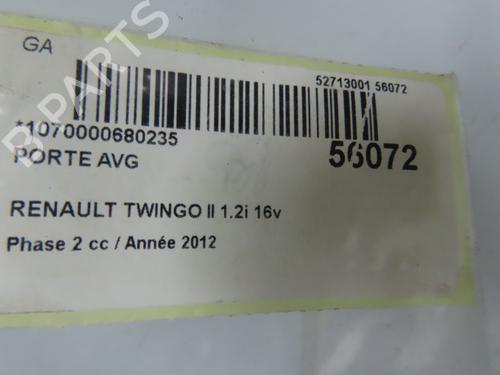 GA
52713001 56072
*1070000680235
56072
PORTE AVG
RENAULT TWINGO II 1.2i 16v
Phase 2 cc / Année 2012
B PARTS